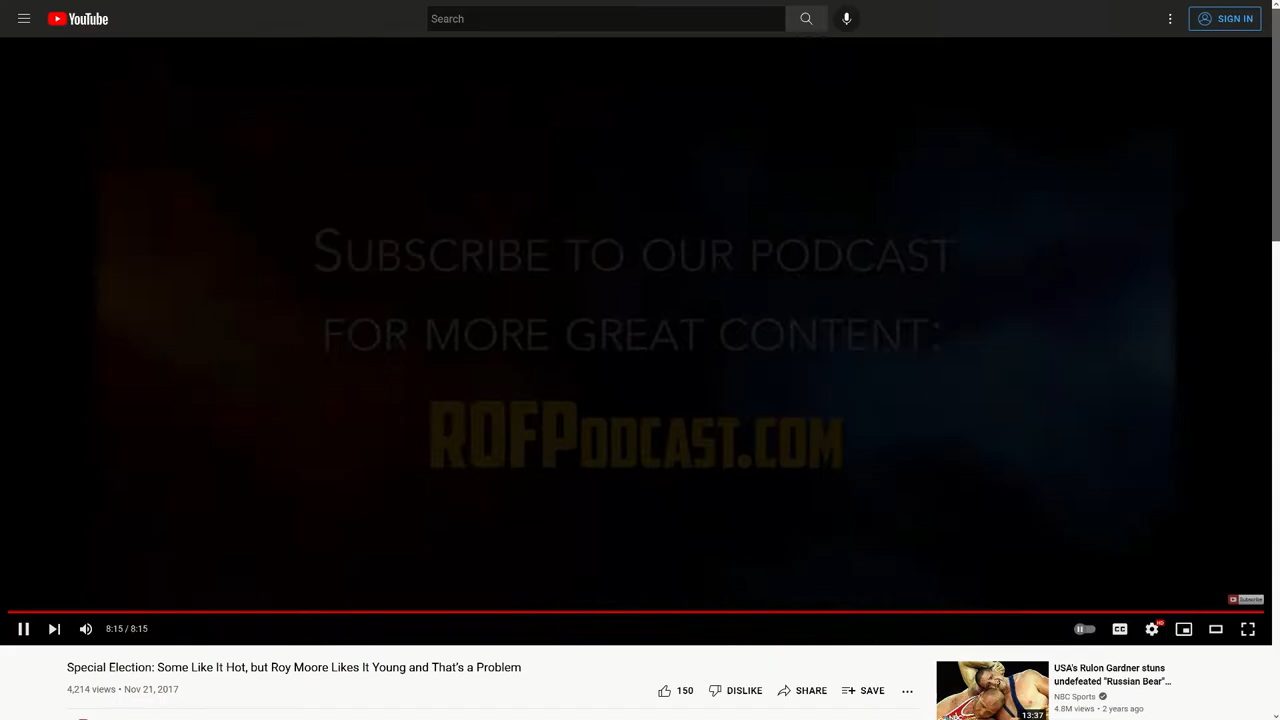 YouTube
Search
SIGN IN
SUBSCRIBE TO OUR PODCAST
FOR MORE GREAT CONTENT:
ROFPODCAST.COM
Subscribe
8:15 / 8:15
CC
HD
Special Election: Some Like It Hot, but Roy Moore Likes It Young and That's a Problem
4,214 views • Nov 21, 2017
150
DISLIKE
SHARE
SAVE
13:37
USA's Rulon Gardner stuns
undefeated "Russian Bear"…
NBC Sports
4.8M views • 2 years ago